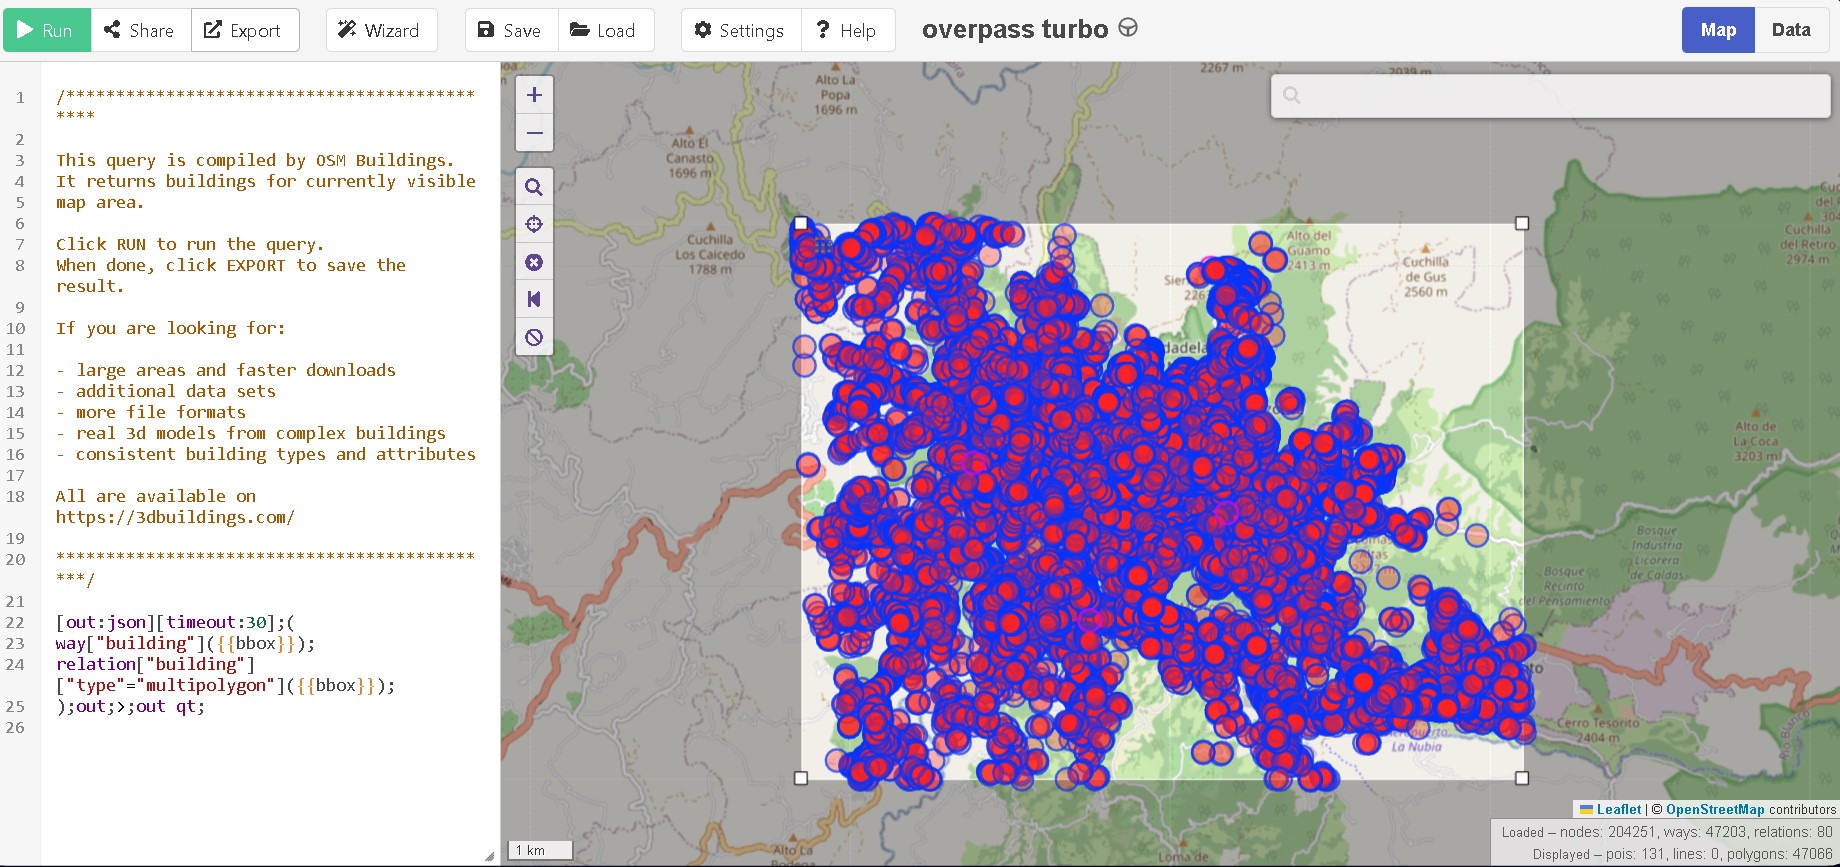 Run Share Export Wizard Save Load Settings Help overpass turbo Map Data
1 /*****************************************
****
2
3 This query is compiled by OSM Buildings.
4 It returns buildings for currently visible
5 map area.
6
7 Click RUN to run the query.
8 When done, click EXPORT to save the
result.
9
10 If you are looking for:
11
12 - large areas and faster downloads
13 - additional data sets
14 - more file formats
15 - real 3d models from complex buildings
16 - consistent building types and attributes
17
18 All are available on
https://3dbuildings.com/
19
20 ******************************************
***/
21
22 [out:json][timeout:30];(
23 way["building"]({{bbox}});
24 relation["building"]
["type"="multipolygon"]({{bbox}});
25 );out;>;out qt;
26
+
−
2267 m
2039 m
Alto La
Popa
1696 m
Alto El
Canasto
1696 m
Cuchilla
Los Caicedo
1788 m
Alto del
Guamo
2413 m
Cuchilla
de Gus
2560 m
Cuchilla
del Retiro
2974 m
Alto de
La Coca
3203 m
Bosque
Industria
Licorera
de Caldas
Bosque
Recinto
del Pensamiento
Cerro Tesorito
2404 m
La Nubia
Alto La
Loma de
1 km
Leaflet | © OpenStreetMap contributors
Loaded – nodes: 204251, ways: 47203, relations: 80
Displayed – pois: 131, lines: 0, polygons: 47066